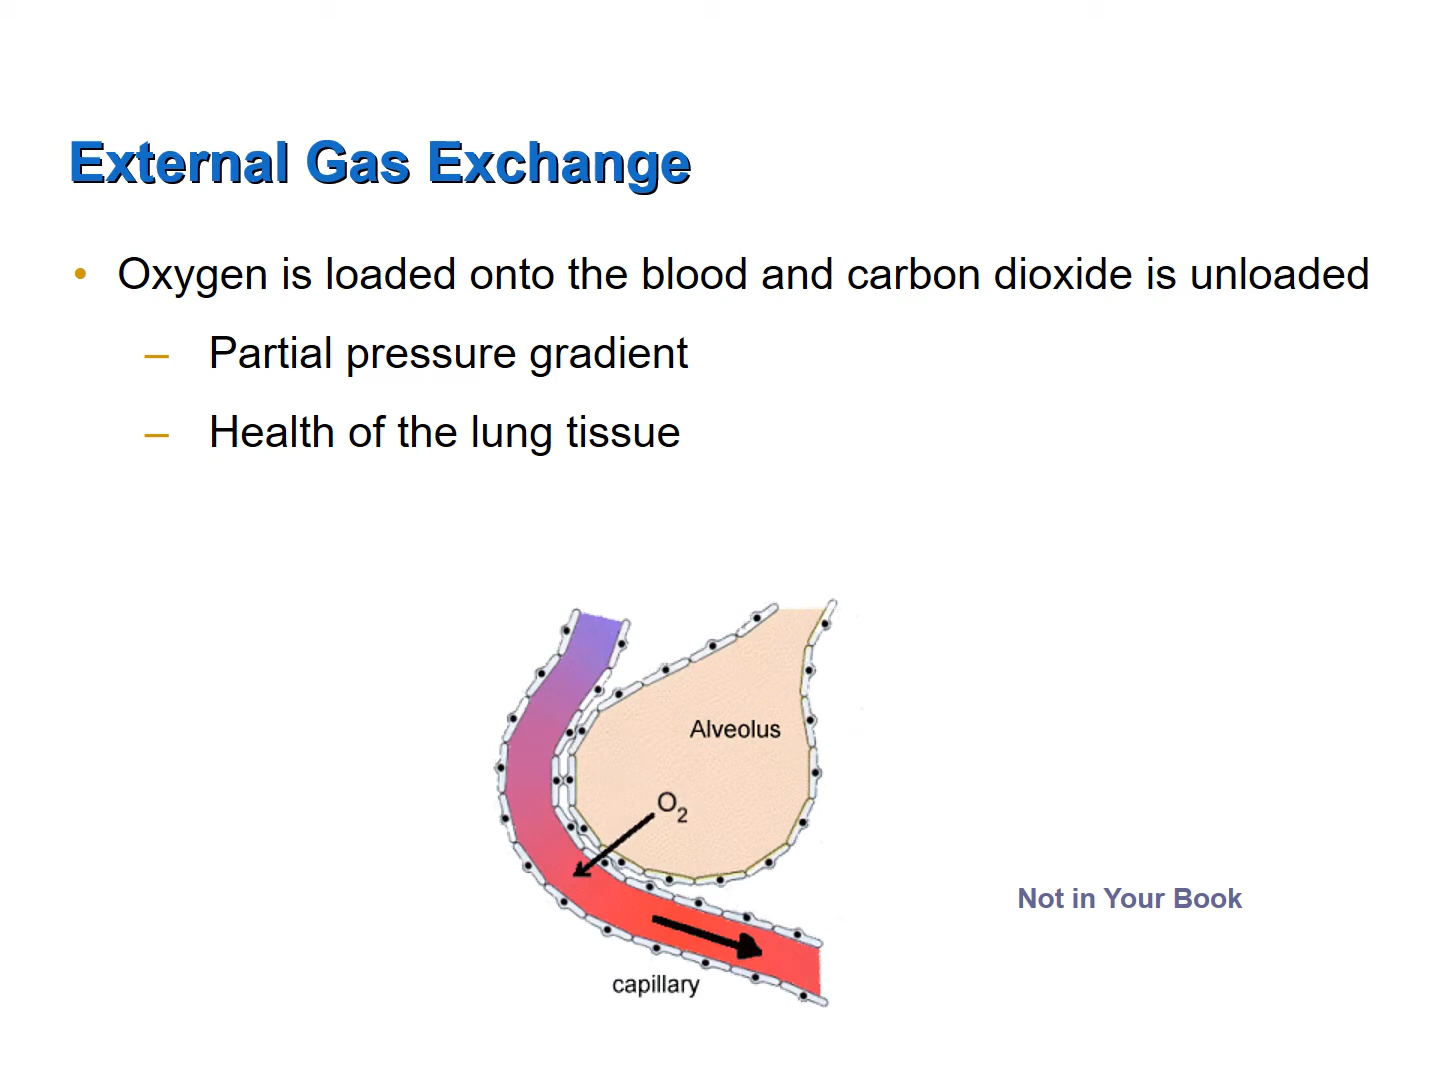 External Gas Exchange
• Oxygen is loaded onto the blood and carbon dioxide is unloaded
– Partial pressure gradient
– Health of the lung tissue
Alveolus
O₂
Not in Your Book
capillary